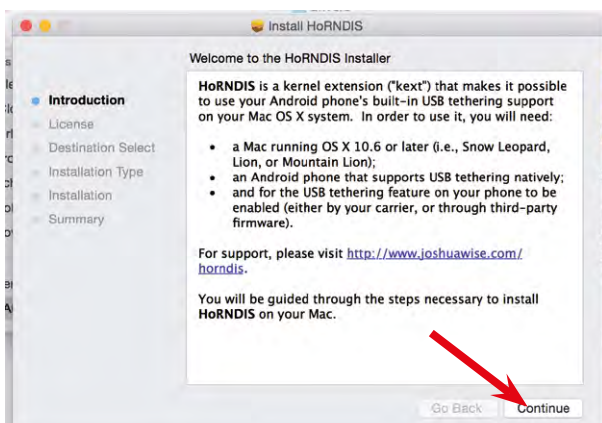 Install HoRNDIS
Welcome to the HoRNDIS Installer
Introduction
License
Destination Select
Installation Type
Installation
Summary
HoRNDIS is a kernel extension ("kext") that makes it possible
to use your Android phone's built-in USB tethering support
on your Mac OS X system. In order to use it, you will need:
• a Mac running OS X 10.6 or later (i.e., Snow Leopard,
Lion, or Mountain Lion);
• an Android phone that supports USB tethering natively;
• and for the USB tethering feature on your phone to be
enabled (either by your carrier, or through third-party
firmware).
For support, please visit http://www.joshuawise.com/
horndis.
You will be guided through the steps necessary to install
HoRNDIS on your Mac.
Go Back
Continue